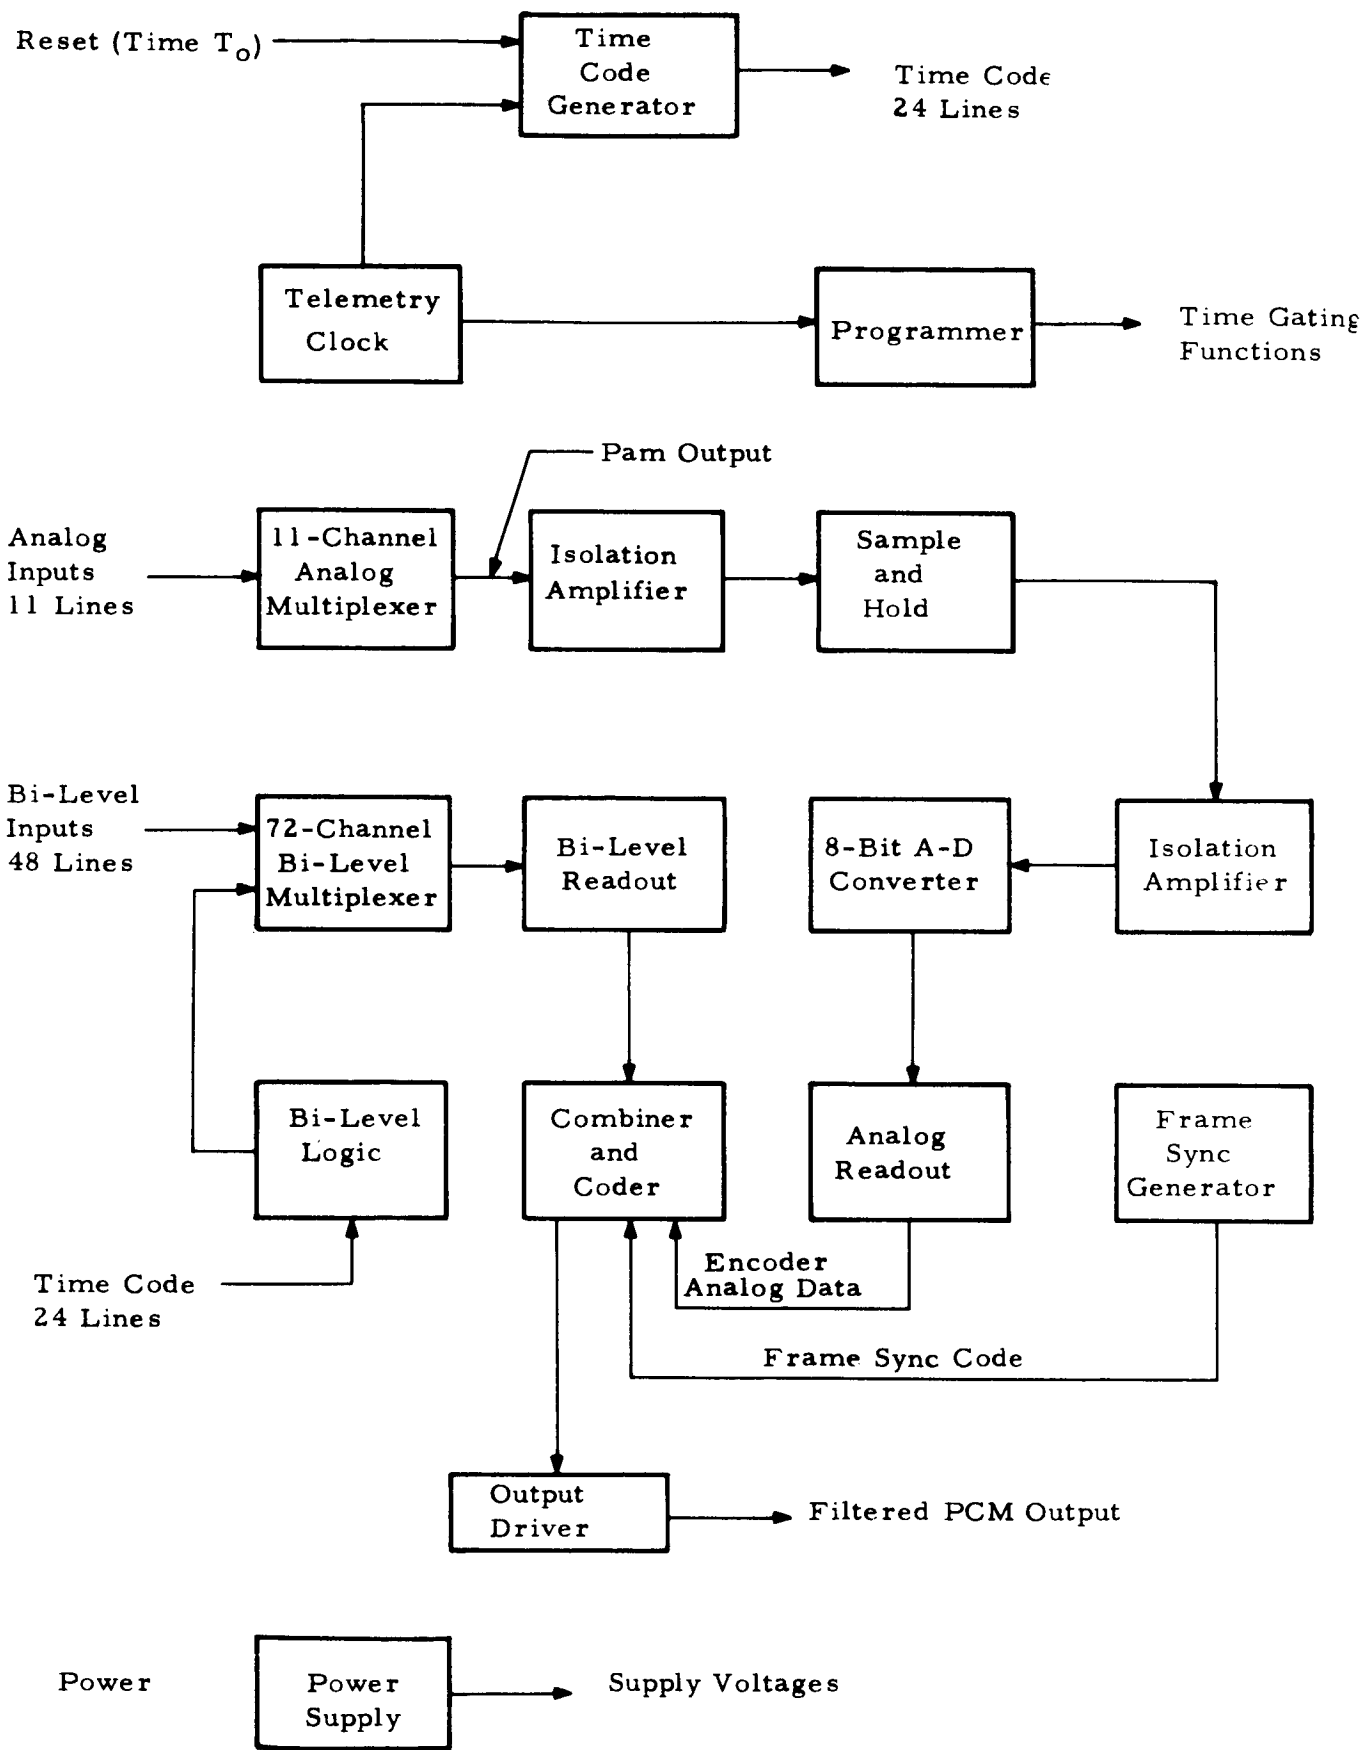 Reset (Time To)
Time
Code
Generator
Time Code
24 Lines
Telemetry
Clock
Programmer
Time Gating
Functions
Pam Output
Analog
Inputs
11 Lines
11-Channel
Analog
Multiplexer
Isolation
Amplifier
Sample
and
Hold
Bi-Level
Inputs
48 Lines
72-Channel
Bi-Level
Multiplexer
Bi-Level
Readout
8-Bit A-D
Converter
Isolation
Amplifier
Bi-Level
Logic
Combiner
and
Coder
Analog
Readout
Frame
Sync
Generator
Encoder
Analog Data
Time Code
24 Lines
Frame Sync Code
Output
Driver
Filtered PCM Output
Power
Power
Supply
Supply Voltages